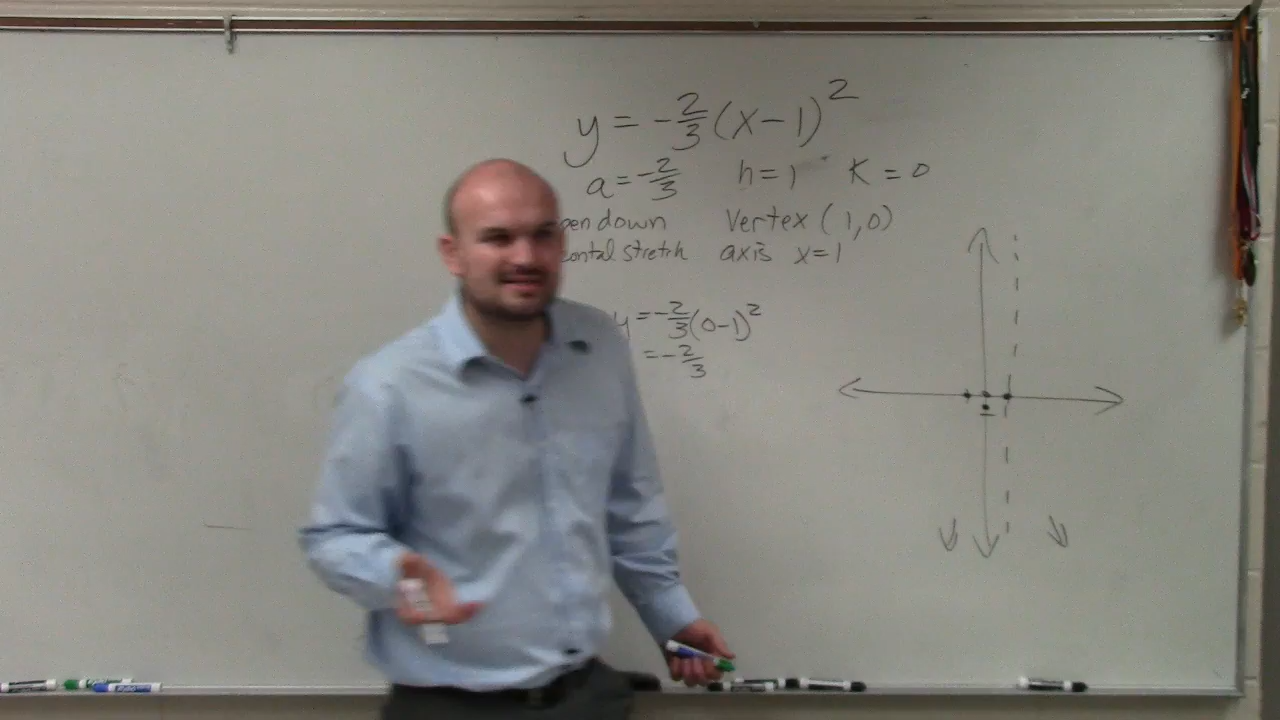 y = -2/3 (x-1)^2
a = -2/3 h = 1 K = 0
pen down Vertex (1,0)
contal stretch axis x=1
y = -2/3 (0-1)^2
= -2/3